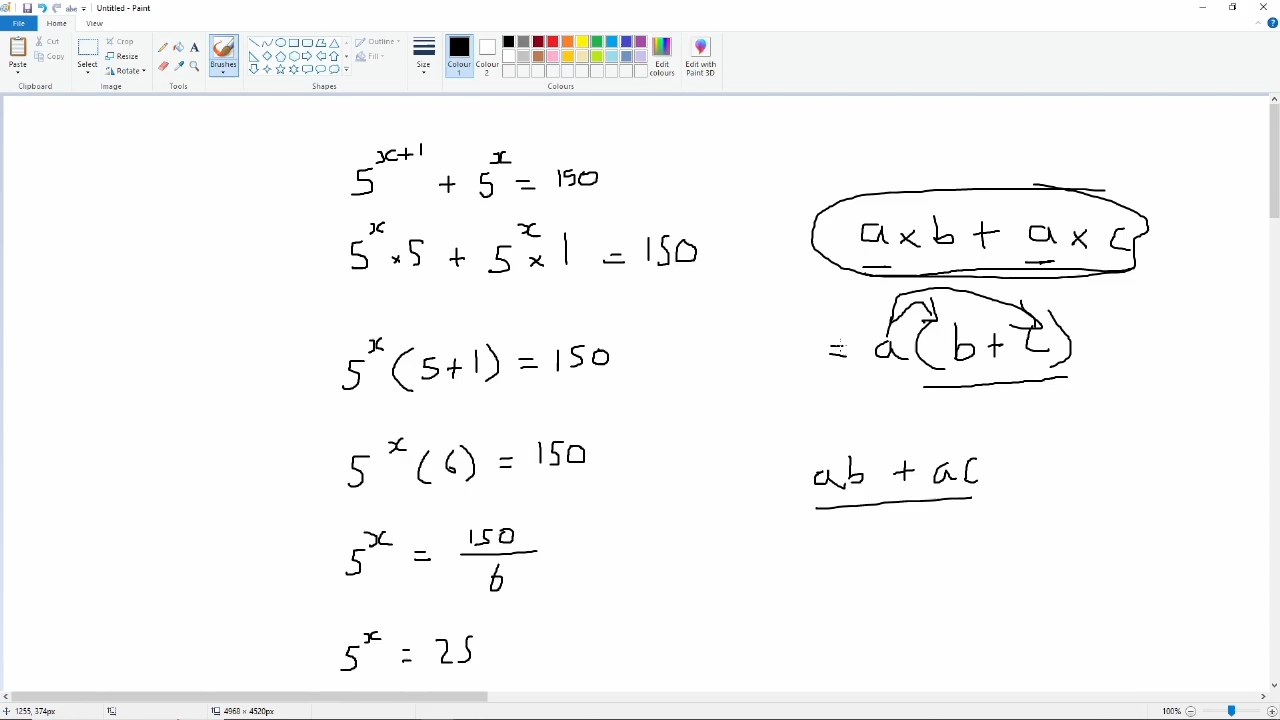 Untitled - Paint
File Home View
Paste
Cut
Copy
Clipboard
Select
Crop
Resize
Rotate
Image
A
Tools
Brushes
Outline
Fill
Shapes
Size
Colour 1
Colour 2
Edit colours
Edit with Paint 3D
Colours
5^{x+1} + 5^x = 150
5^x × 5 + 5^x × 1 = 150
5^x (5+1) = 150
5^x (6) = 150
5^x = 150/6
5^x = 25
a × b + a × c
= a(b + c)
ab + ac
1255, 374px
4968 × 4520px
100%